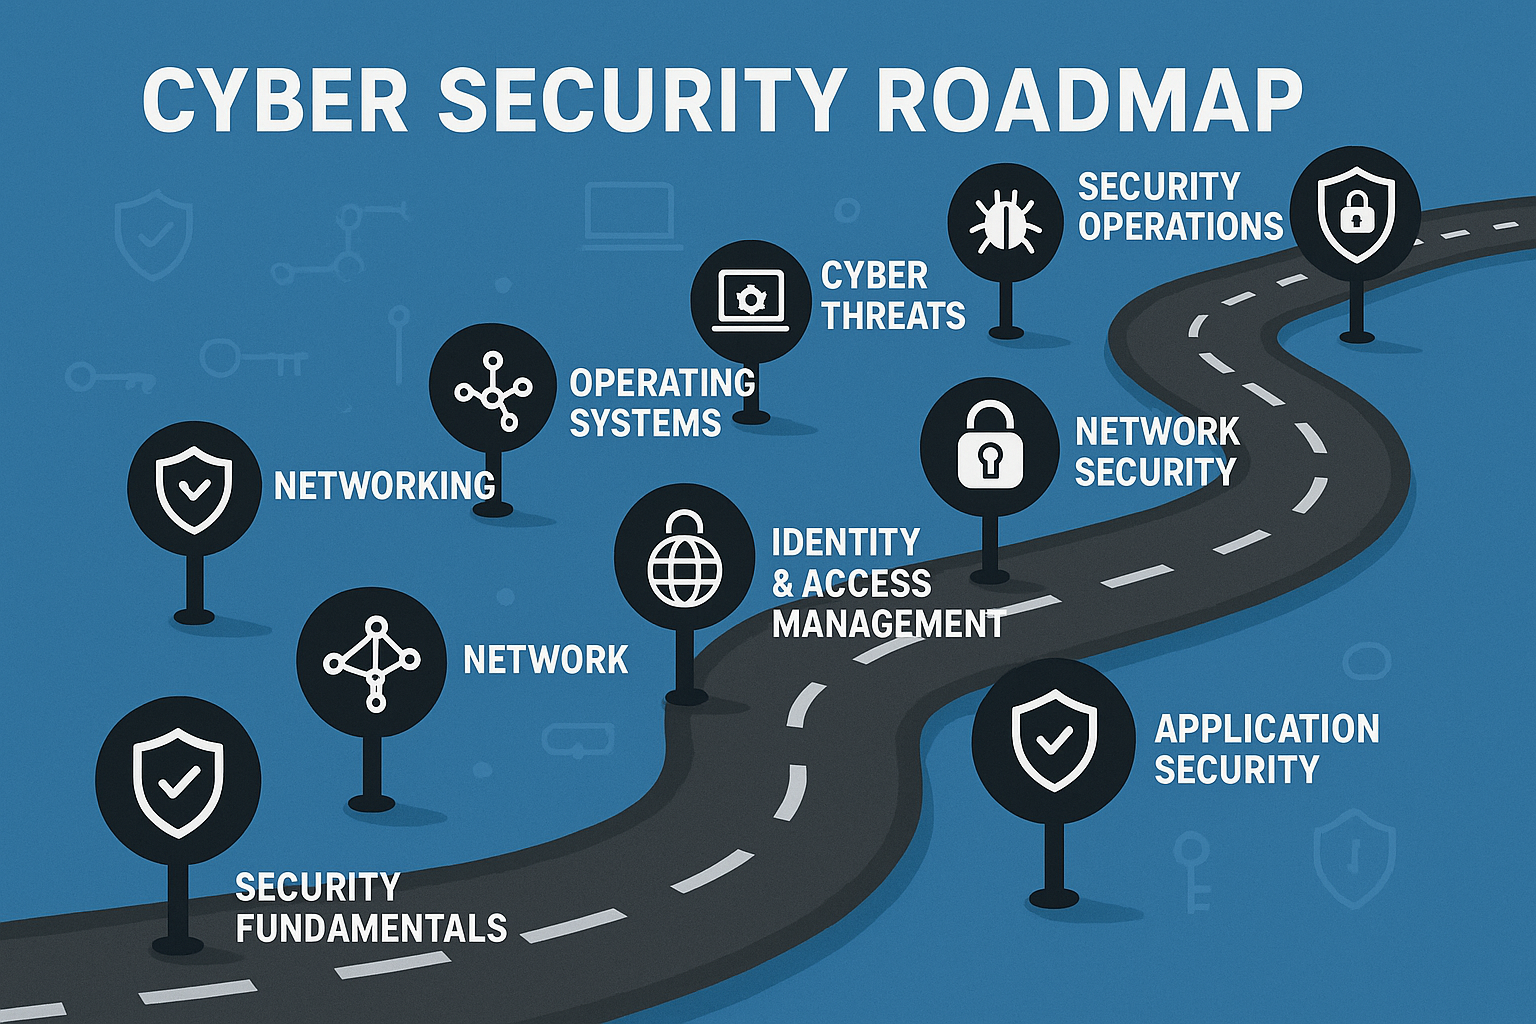 CYBER SECURITY ROADMAP
SECURITY
OPERATIONS
CYBER
THREATS
OPERATING
SYSTEMS
NETWORKING
NETWORK
SECURITY
IDENTITY
& ACCESS
MANAGEMENT
NETWORK
APPLICATION
SECURITY
SECURITY
FUNDAMENTALS